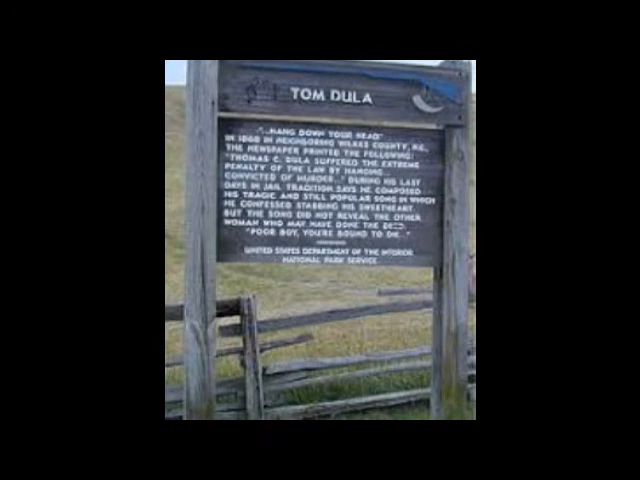 TOM DULA
"...HANG DOWN YOUR HEAD"
IN 1868 IN NEIGHBORING WILKES COUNTY, N.C.,
THE NEWSPAPER PRINTED THE FOLLOWING:
"THOMAS C. DULA SUFFERED THE EXTREME
PENALTY OF THE LAW BY HANGING...
CONVICTED OF MURDER..." DURING HIS LAST
DAYS IN JAIL TRADITION SAYS HE COMPOSED
HIS TRAGIC AND STILL POPULAR SONG IN WHICH
HE CONFESSED STABBING HIS SWEETHEART.
BUT THE SONG DID NOT REVEAL THE OTHER
WOMAN WHO MAY HAVE DONE THE DEED.
"POOR BOY, YOU'RE BOUND TO DIE..."
UNITED STATES DEPARTMENT OF THE INTERIOR
NATIONAL PARK SERVICE